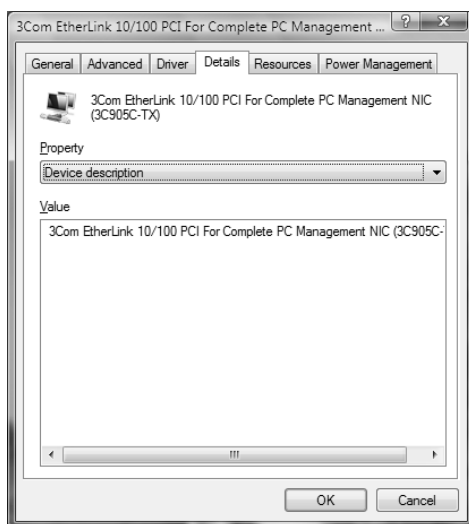 3Com EtherLink 10/100 PCI For Complete PC Management ...
General Advanced Driver Details Resources Power Management
3Com EtherLink 10/100 PCI For Complete PC Management NIC
(3C905C-TX)
Property
Device description
Value
3Com EtherLink 10/100 PCI For Complete PC Management NIC (3C905C-
OK Cancel